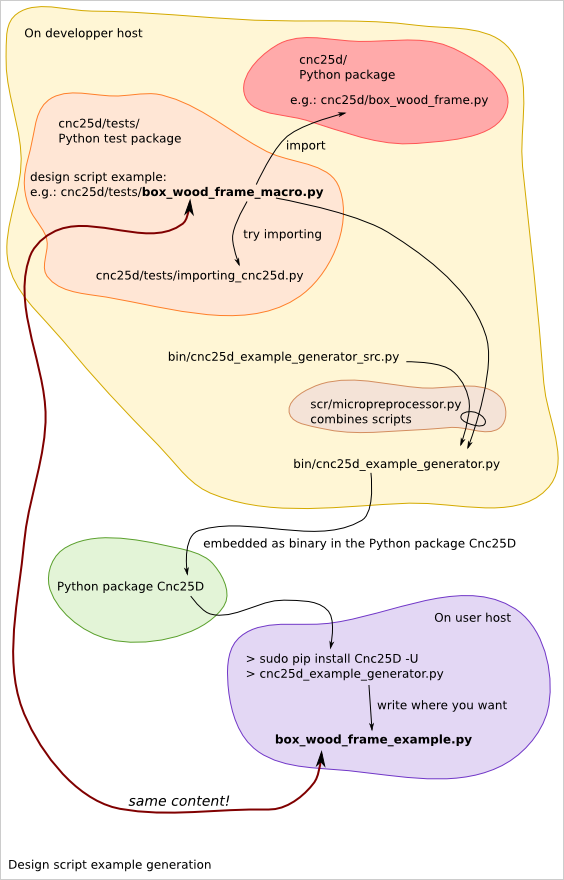 On developper host
cnc25d/
Python package
e.g.: cnc25d/box_wood_frame.py
cnc25d/tests/
Python test package
import
design script example:
e.g.: cnc25d/tests/box_wood_frame_macro.py
try importing
cnc25d/tests/importing_cnc25d.py
bin/cnc25d_example_generator_src.py
scr/micropreprocessor.py
combines scripts
bin/cnc25d_example_generator.py
embedded as binary in the Python package Cnc25D
Python package Cnc25D
On user host
> sudo pip install Cnc25D -U
> cnc25d_example_generator.py
write where you want
box_wood_frame_example.py
same content!
Design script example generation